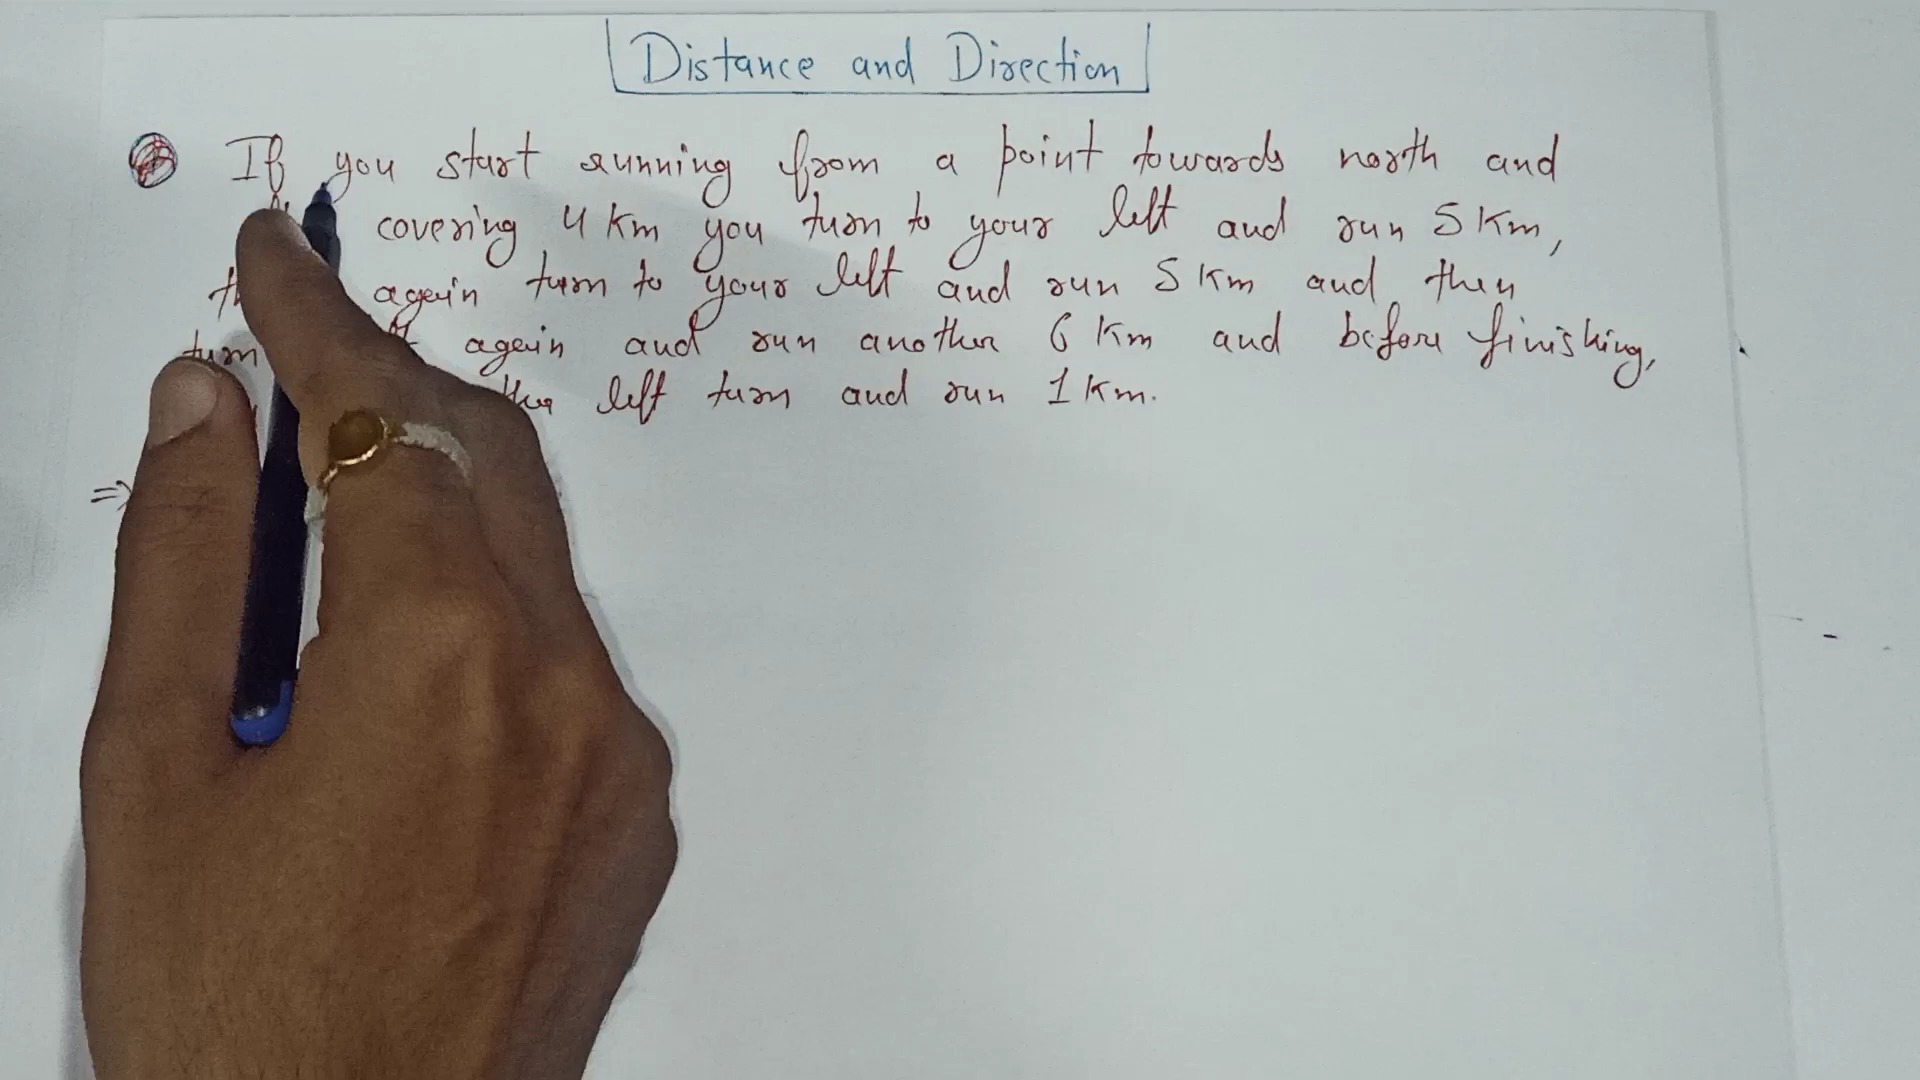 Distance and Direction
If you start running from a point towards north and
covering 4 Km you turn to your left and run 5 Km,
again turn to your left and run 5 Km and then
turn again and run another 6 Km and before finishing,
left turn and run 1 Km.
⇒